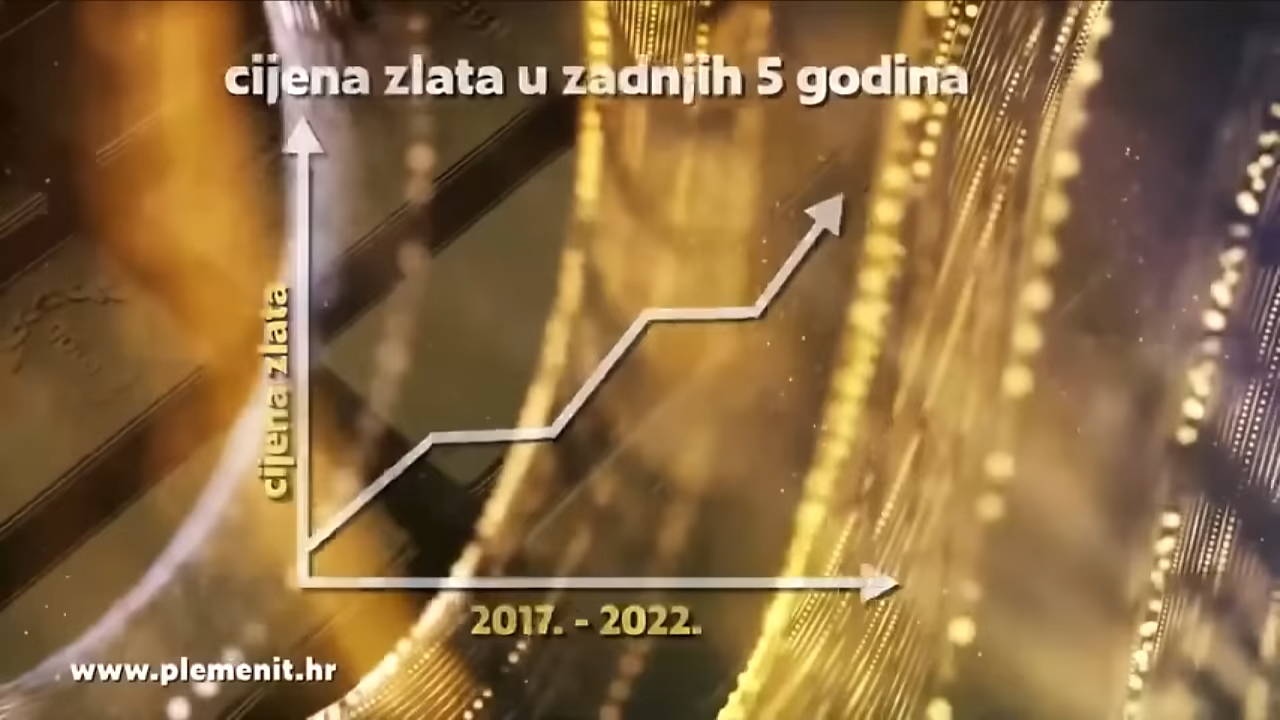 cijena zlata u zadnjih 5 godina
cijena zlata
2017. - 2022.
www.plemenit.hr